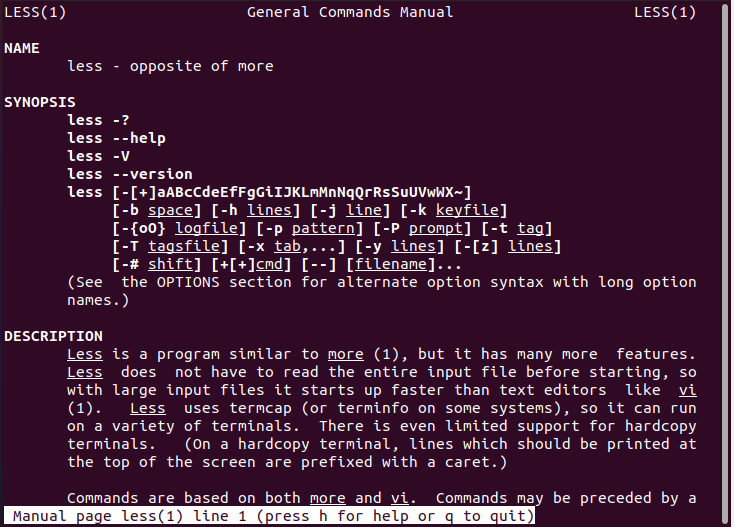 LESS(1)                    General Commands Manual                    LESS(1)
NAME
       less - opposite of more
SYNOPSIS
       less -?
       less --help
       less -V
       less --version
       less [-[+]aABcCdeEfFgGiIJKLmMnNqQrRsSuUVwWX~]
            [-b space] [-h lines] [-j line] [-k keyfile]
            [-{oO} logfile] [-p pattern] [-P prompt] [-t tag]
            [-T tagsfile] [-x tab,...] [-y lines] [-[z] lines]
            [-# shift] [+[+]cmd] [--] [filename]...
       (See  the OPTIONS section for alternate option syntax with long option
       names.)
DESCRIPTION
       Less is a program similar to more (1), but it has many more  features.
       Less  does  not have to read the entire input file before starting, so
       with large input files it starts up faster than text editors  like  vi
       (1).   Less  uses termcap (or terminfo on some systems), so it can run
       on a variety of terminals.  There is even limited support for hardcopy
       terminals.   (On a hardcopy terminal, lines which should be printed at
       the top of the screen are prefixed with a caret.)
       Commands are based on both more and vi.  Commands may be preceded by a
 Manual page less(1) line 1 (press h for help or q to quit)